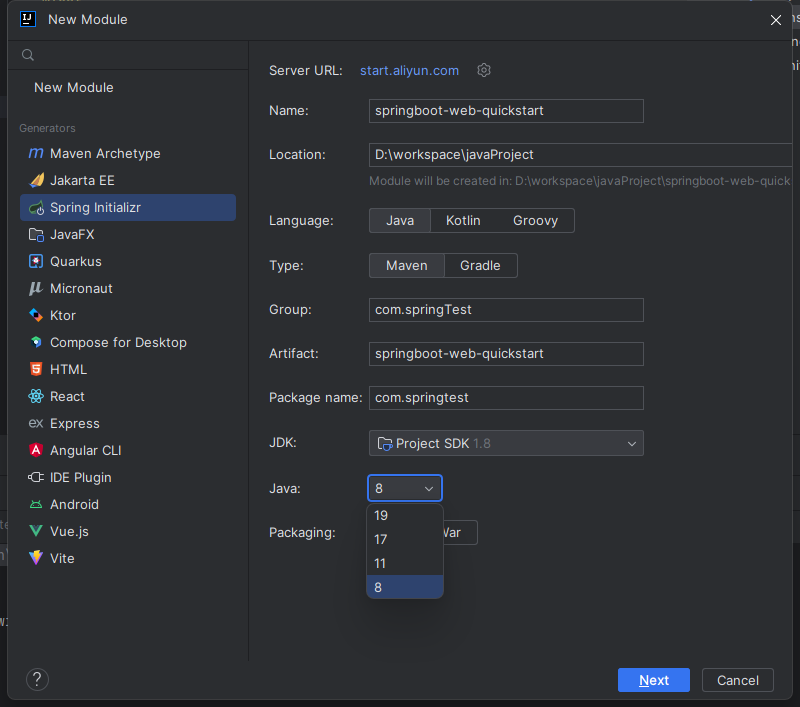 New Module
New Module
Generators
Maven Archetype
Jakarta EE
Spring Initializr
JavaFX
Quarkus
Micronaut
Ktor
Compose for Desktop
HTML
React
Express
Angular CLI
IDE Plugin
Android
Vue.js
Vite
Server URL: start.aliyun.com
Name: springboot-web-quickstart
Location: D:\workspace\javaProject
Module will be created in: D:\workspace\javaProject\springboot-web-quick
Language: Java Kotlin Groovy
Type: Maven Gradle
Group: com.springTest
Artifact: springboot-web-quickstart
Package name: com.springtest
JDK: Project SDK 1.8
Java: 8
19
17
11
8
Packaging: War
? Next Cancel